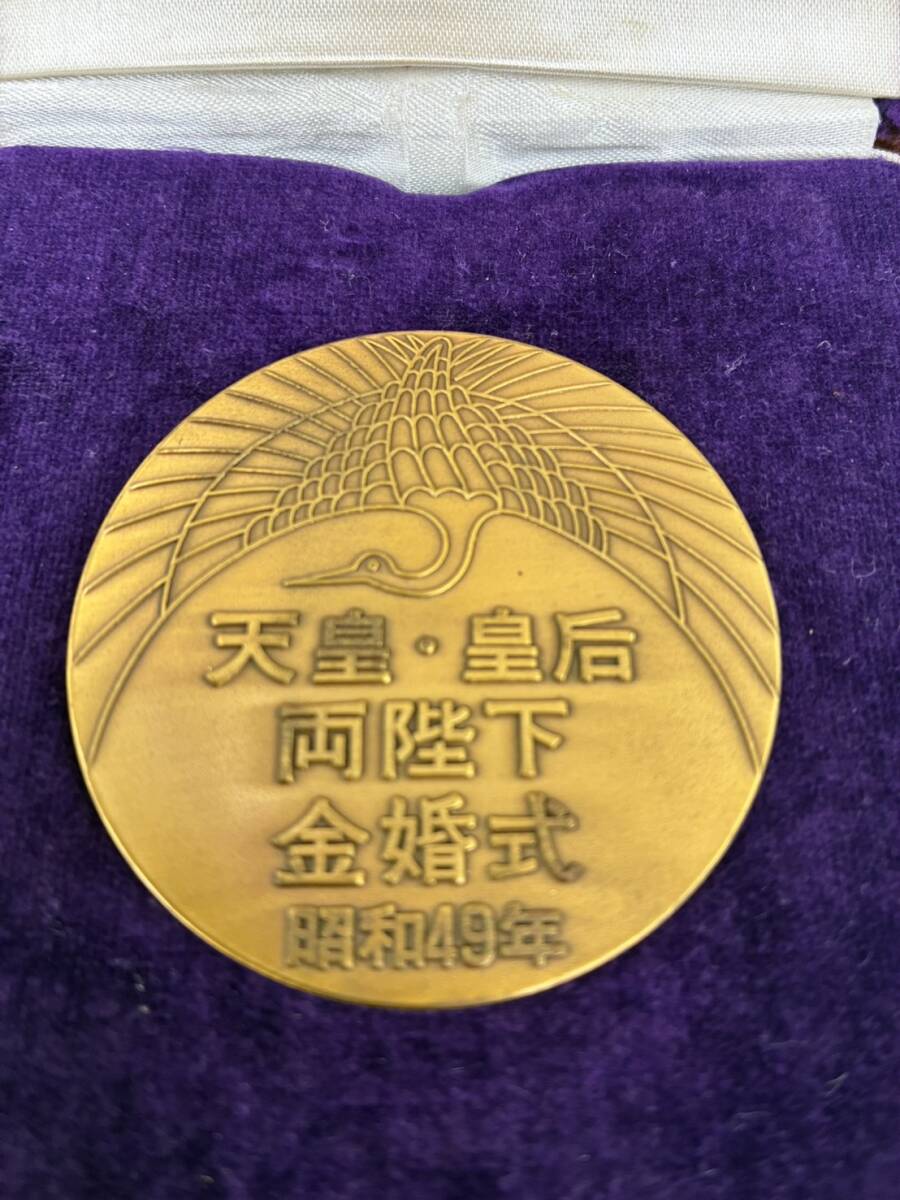 天皇・皇后
両陛下
金婚式
昭和49年